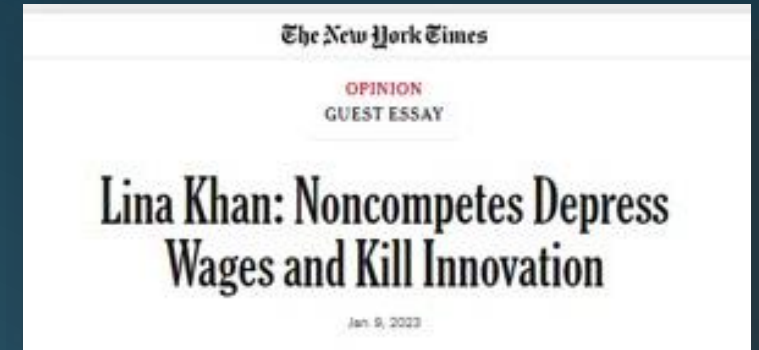 The New York Times
OPINION
GUEST ESSAY
Lina Khan: Noncompetes Depress
Wages and Kill Innovation
Jan. 9, 2023